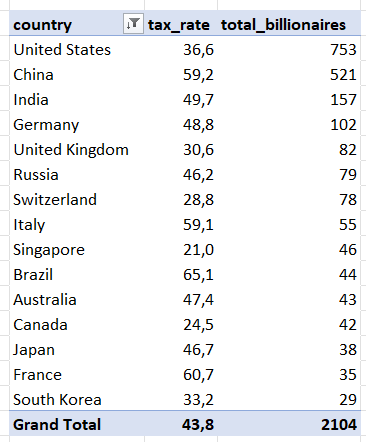 country tax_rate total_billionaires
United States 36,6 753
China 59,2 521
India 49,7 157
Germany 48,8 102
United Kingdom 30,6 82
Russia 46,2 79
Switzerland 28,8 78
Italy 59,1 55
Singapore 21,0 46
Brazil 65,1 44
Australia 47,4 43
Canada 24,5 42
Japan 46,7 38
France 60,7 35
South Korea 33,2 29
Grand Total 43,8 2104